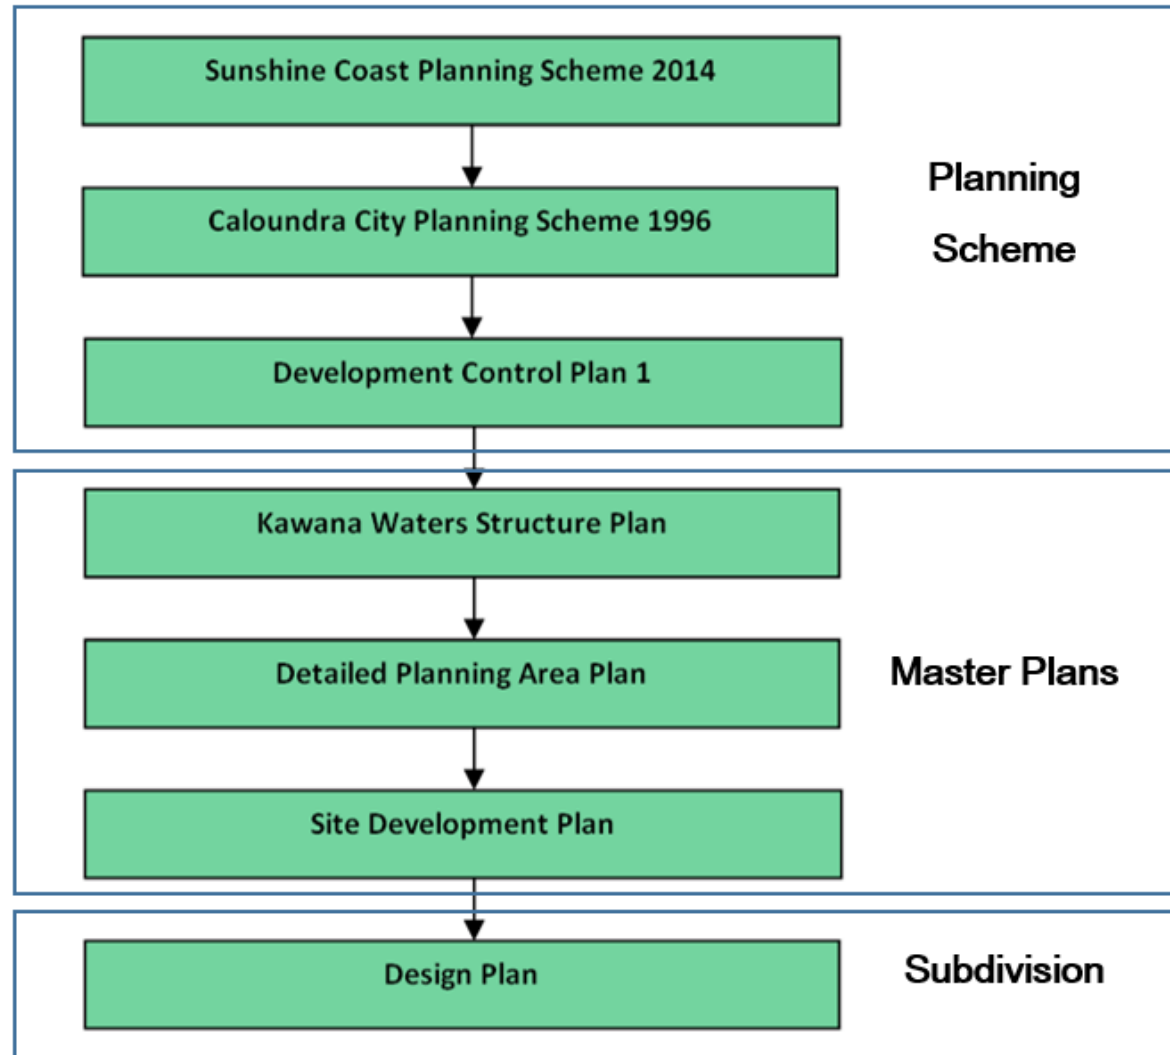 Sunshine Coast Planning Scheme 2014
Caloundra City Planning Scheme 1996
Planning
Scheme
Development Control Plan 1
Kawana Waters Structure Plan
Detailed Planning Area Plan
Master Plans
Site Development Plan
Design Plan
Subdivision